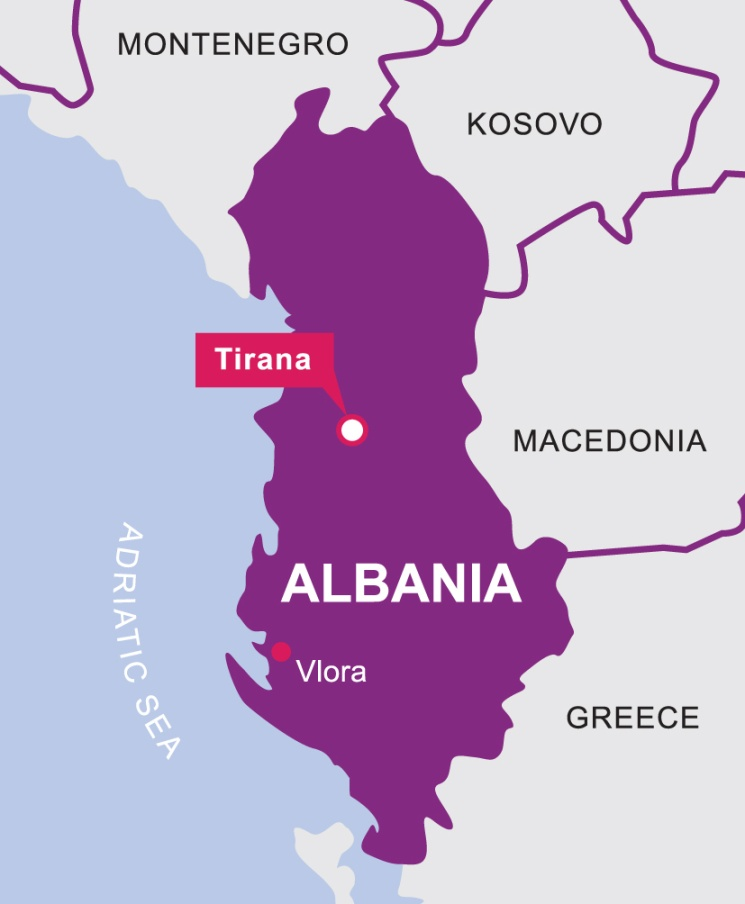 MONTENEGRO
KOSOVO
Tirana
MACEDONIA
ADRIATIC SEA
ALBANIA
Vlora
GREECE